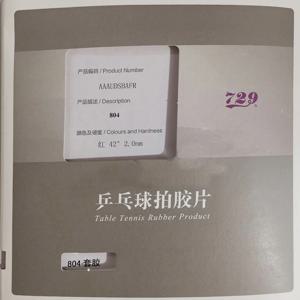 产品编码 / Product Number
AAAUDSBAFR
产品描述 / Description
804
颜色及硬度 / Colours and Hardness
红 42° 2.0mm
729
乒乓球拍胶片
Table Tennis Rubber Product
804 套胶